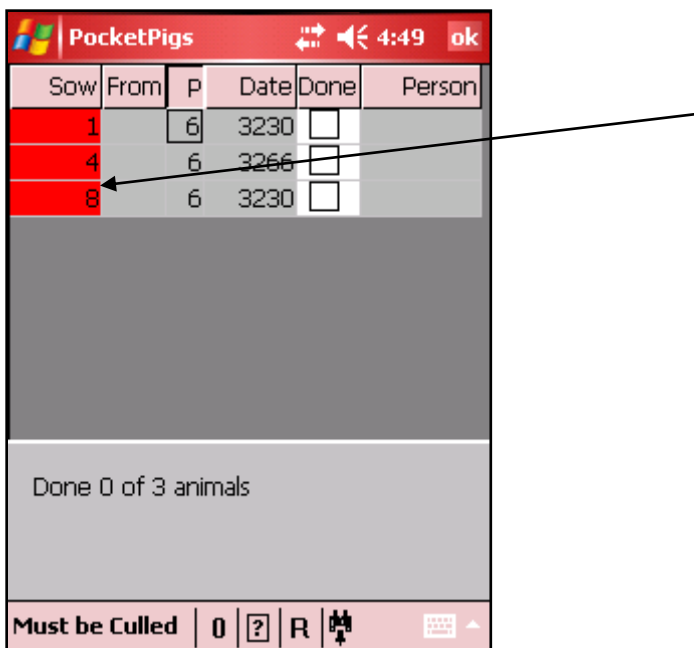 PocketPigs 4:49 ok
Sow From P Date Done Person
1 6 3230
4 6 3266
8 6 3230
Done 0 of 3 animals
Must be Culled 0 ? R